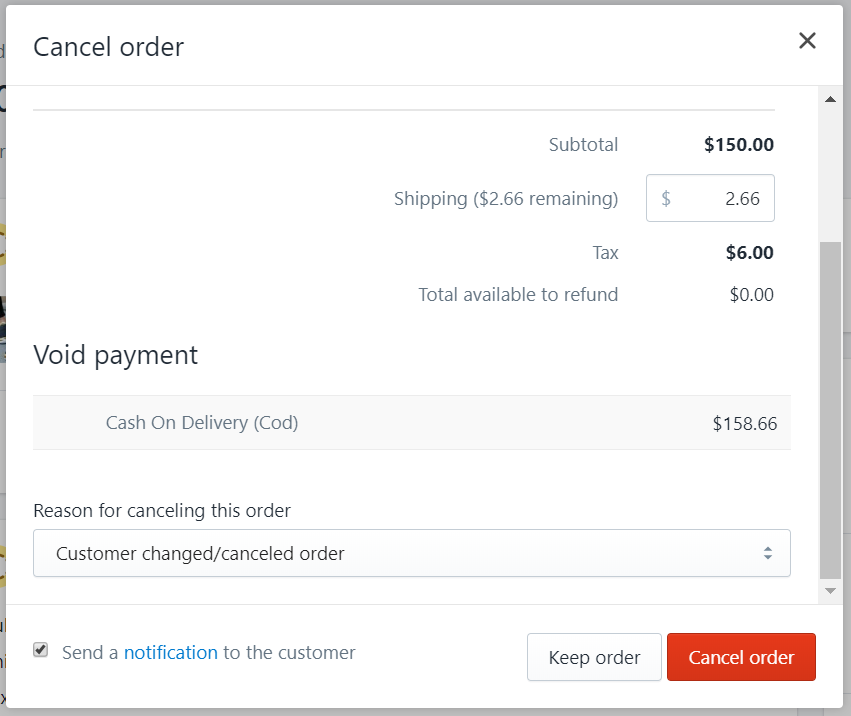 Cancel order
Subtotal $150.00
Shipping ($2.66 remaining) $ 2.66
Tax $6.00
Total available to refund $0.00
Void payment
Cash On Delivery (Cod) $158.66
Reason for canceling this order
Customer changed/canceled order
Send a notification to the customer Keep order Cancel order